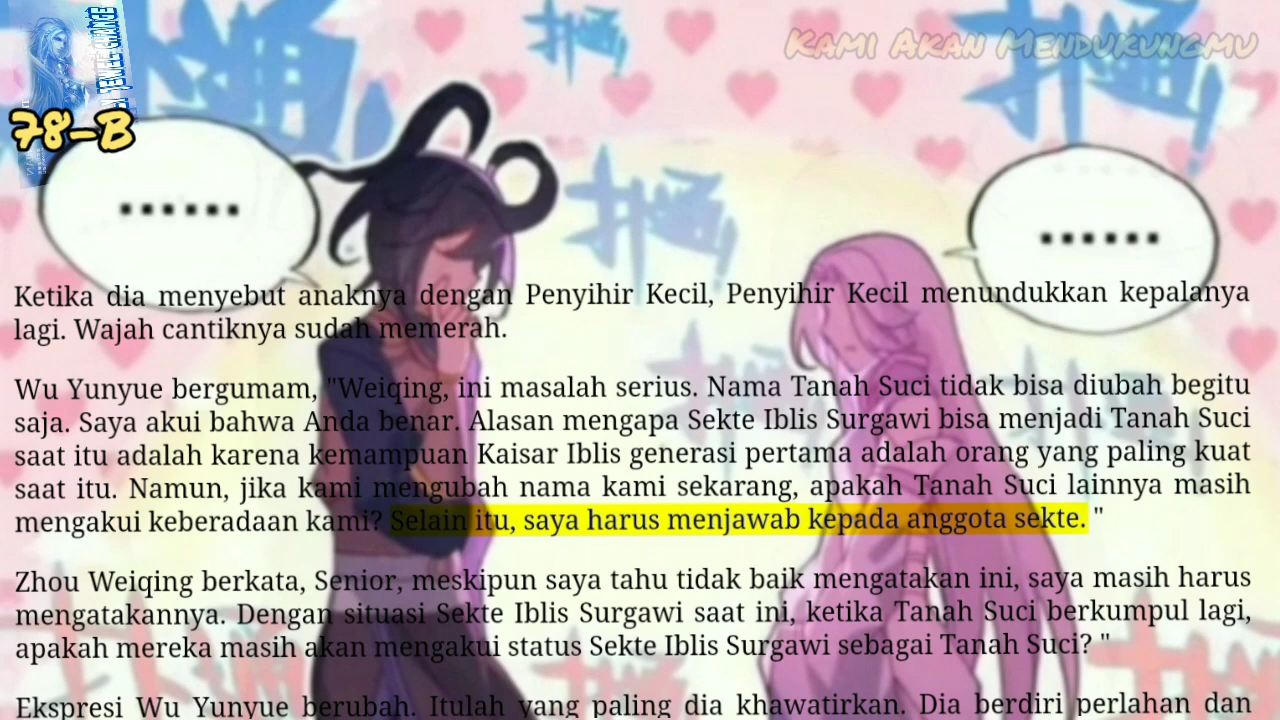 Kami Akan Mendukungmu
78-B
......
......
Ketika dia menyebut anaknya dengan Penyihir Kecil, Penyihir Kecil menundukkan kepalanya
lagi. Wajah cantiknya sudah memerah.
Wu Yunyue bergumam, "Weiqing, ini masalah serius. Nama Tanah Suci tidak bisa diubah begitu
saja. Saya akui bahwa Anda benar. Alasan mengapa Sekte Iblis Surgawi bisa menjadi Tanah Suci
saat itu adalah karena kemampuan Kaisar Iblis generasi pertama adalah orang yang paling kuat
saat itu. Namun, jika kami mengubah nama kami sekarang, apakah Tanah Suci lainnya masih
mengakui keberadaan kami? Selain itu, saya harus menjawab kepada anggota sekte. "
Zhou Weiqing berkata, Senior, meskipun saya tahu tidak baik mengatakan ini, saya masih harus
mengatakannya. Dengan situasi Sekte Iblis Surgawi saat ini, ketika Tanah Suci berkumpul lagi,
apakah mereka masih akan mengakui status Sekte Iblis Surgawi sebagai Tanah Suci? "
Ekspresi Wu Yunyue berubah. Itulah yang paling dia khawatirkan. Dia berdiri perlahan dan